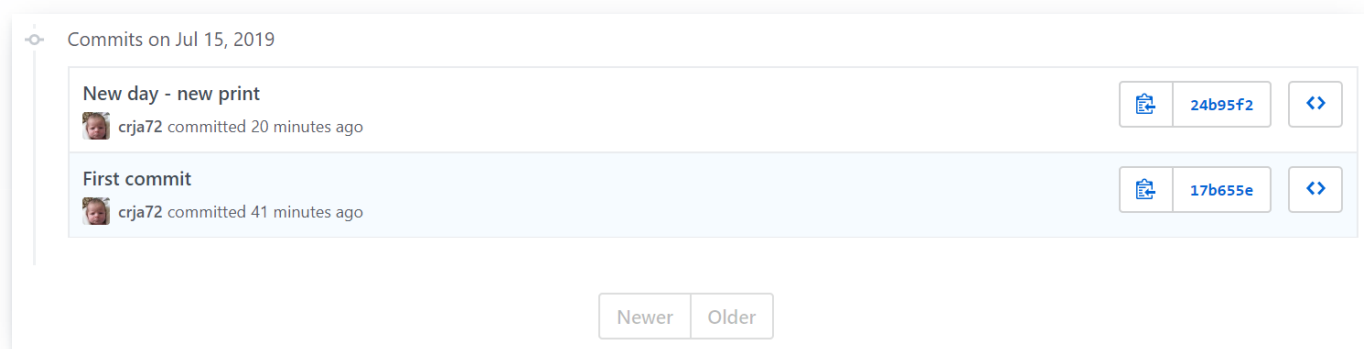 Commits on Jul 15, 2019
New day - new print
24b95f2
crja72 committed 20 minutes ago
First commit
17b655e
crja72 committed 41 minutes ago
Newer Older